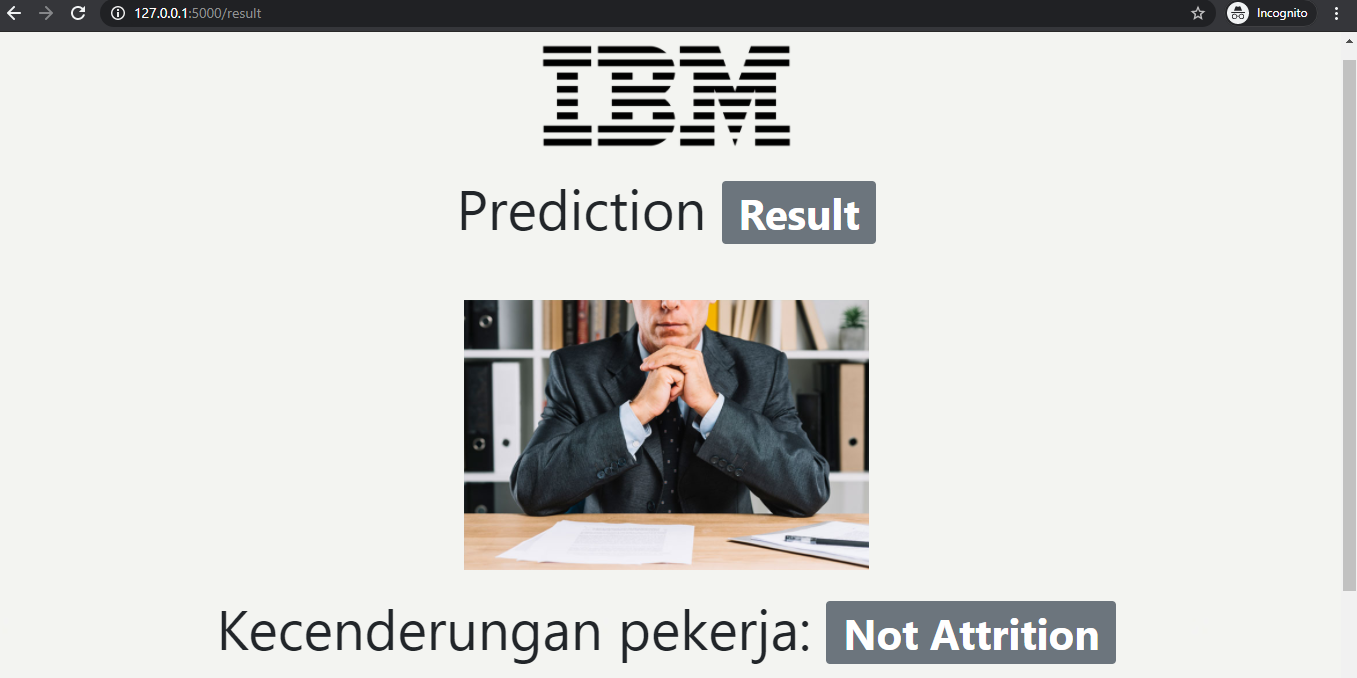 127.0.0.1:5000/result
Incognito
IBM
Prediction Result
Kecenderungan pekerja: Not Attrition